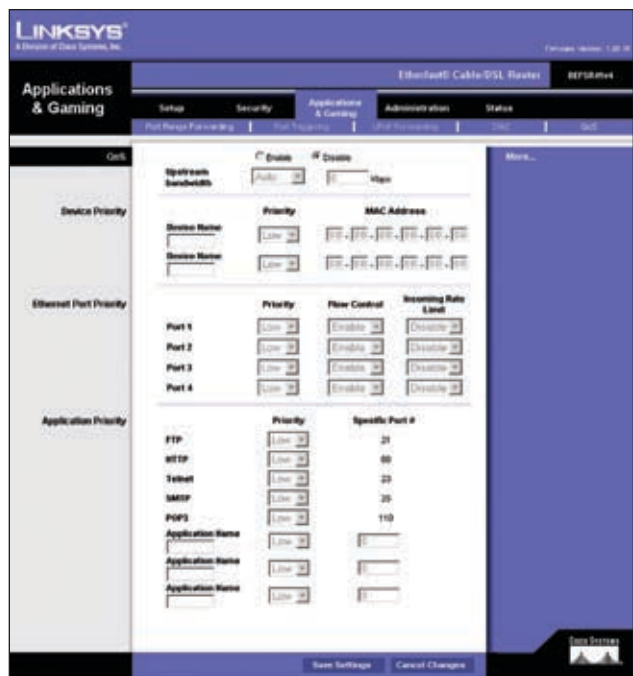 LINKSYS®
A Division of Cisco Systems, Inc.
Etherfast® Cable/DSL Router
BEFSR41v4
Applications & Gaming
Setup
Security
Applications & Gaming
Administration
Status
Port Range Forwarding
Port Triggering
UPnP Forwarding
DMZ
QoS
QoS
Enable
Disable
More...
Upstream Bandwidth
Auto
0
Kbps
Device Priority
Priority
MAC Address
Device Name
Low
Device Name
Low
Ethernet Port Priority
Priority
Flow Control
Incoming Rate Limit
Port 1
Low
Enable
Disable
Port 2
Low
Enable
Disable
Port 3
Low
Enable
Disable
Port 4
Low
Enable
Disable
Application Priority
Priority
Specific Port #
FTP
Low
21
HTTP
Low
80
Telnet
Low
23
SMTP
Low
25
POP3
Low
110
Application Name
Low
0
Application Name
Low
0
Application Name
Low
0
Save Settings
Cancel Changes
Cisco Systems